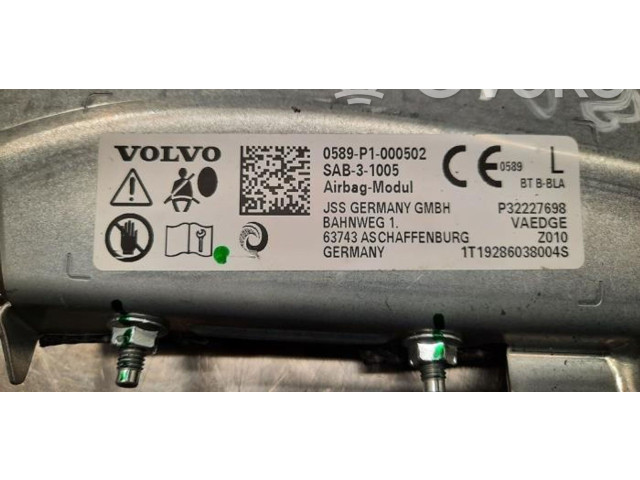 VOLVO
0589-P1-000502
SAB-3-1005
Airbag-Modul
JSS GERMANY GMBH
BAHNWEG 1.
63743 ASCHAFFENBURG
GERMANY
CE 0589 L
BT B-BLA
P32227698
VAEDGE
Z010
1T19286038004S